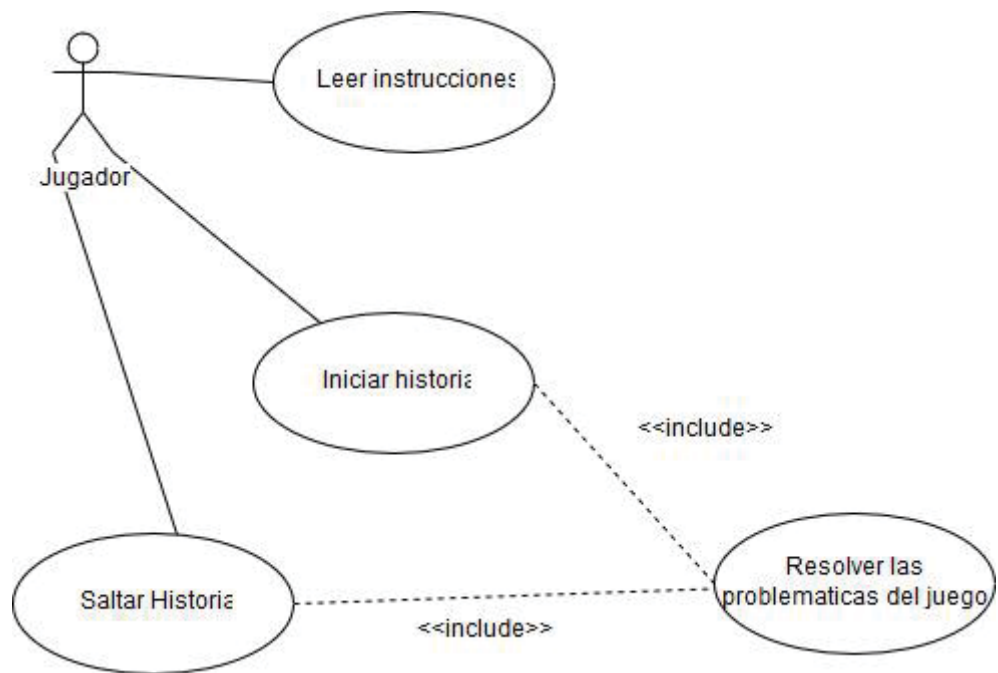 Leer instrucciones
Jugador
Iniciar historia
<<include>>
Resolver las
problematicas del juego
Saltar Historia
<<include>>